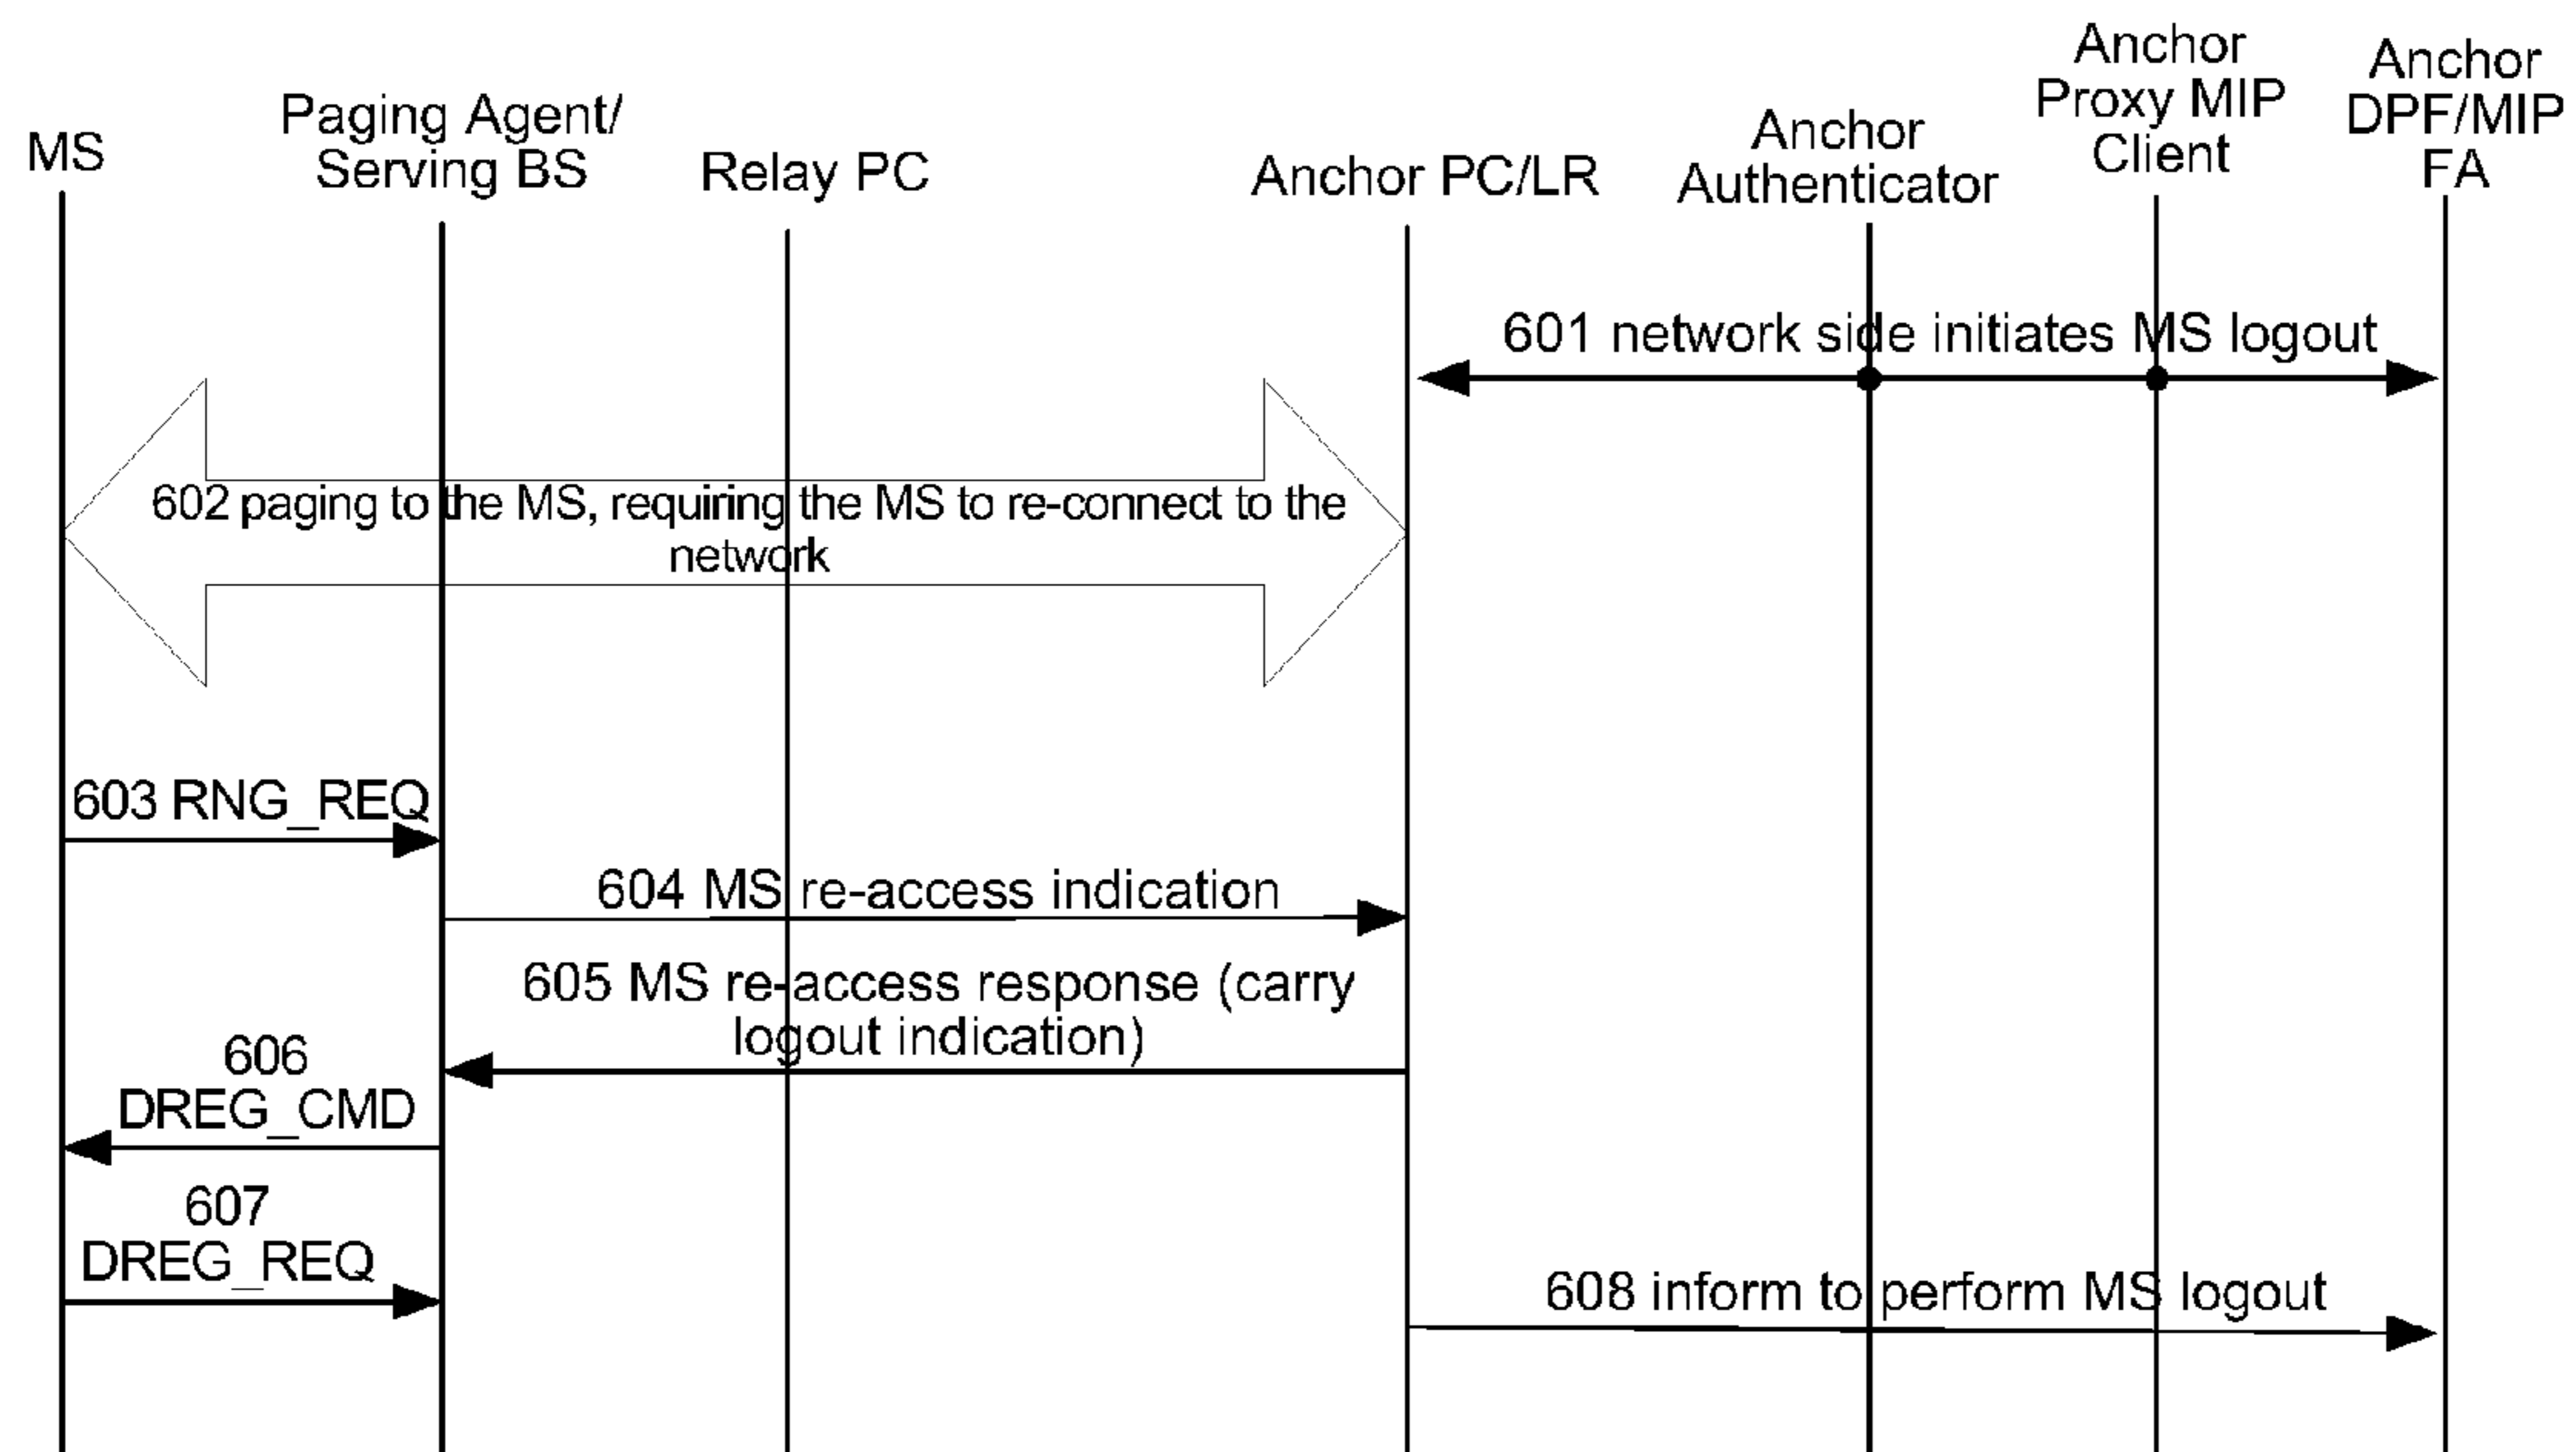 MS
Paging Agent/
Serving BS
Relay PC
Anchor PC/LR
Anchor
Authenticator
Anchor
Proxy MIP
Client
Anchor
DPF/MIP
FA
601 network side initiates MS logout
602 paging to the MS, requiring the MS to re-connect to the
network
603 RNG_REQ
604 MS re-access indication
605 MS re-access response (carry
logout indication)
606
DREG_CMD
607
DREG_REQ
608 inform to perform MS logout